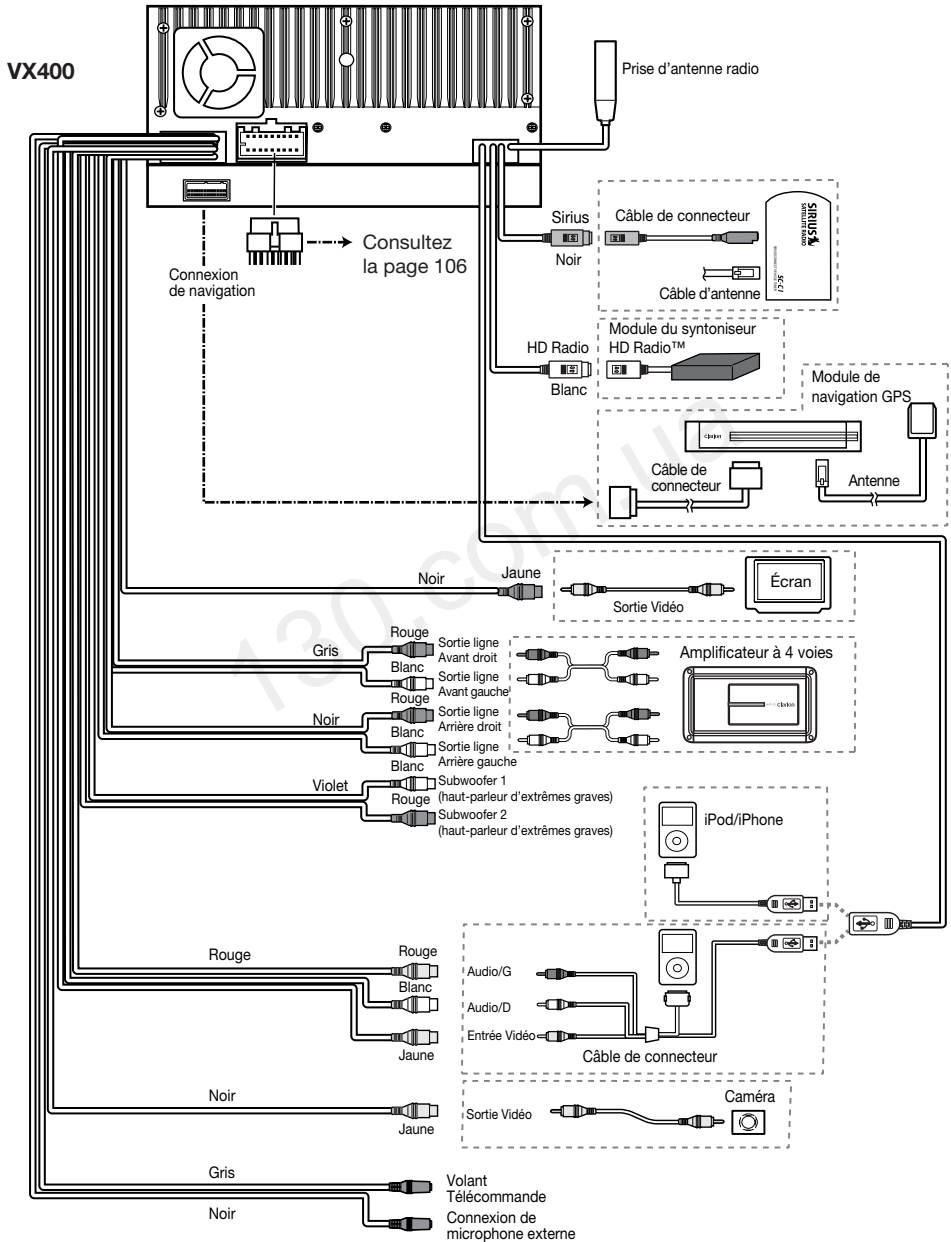 VX400
Prise d'antenne radio
Sirius
Noir
Câble de connecteur
Câble d'antenne
SIRIUS
SATELLITE RADIO
SC-C1
Consultez
la page 106
Connexion
de navigation
HD Radio
Blanc
Module du syntoniseur
HD Radio™
Module de
navigation GPS
Clarion
Câble de
connecteur
Antenne
Noir
Jaune
Sortie Vidéo
Écran
Gris
Rouge
Sortie ligne
Avant droit
Blanc
Sortie ligne
Avant gauche
Amplificateur à 4 voies
Clarion
Noir
Rouge
Sortie ligne
Arrière droit
Blanc
Sortie ligne
Arrière gauche
Violet
Blanc
Subwoofer 1
(haut-parleur d'extrêmes graves)
Rouge
Subwoofer 2
(haut-parleur d'extrêmes graves)
iPod/iPhone
Rouge
Rouge
Audio/G
Blanc
Audio/D
Entrée Vidéo
Jaune
Câble de connecteur
Noir
Jaune
Sortie Vidéo
Caméra
Gris
Volant
Télécommande
Noir
Connexion de
microphone externe
130.com.ua